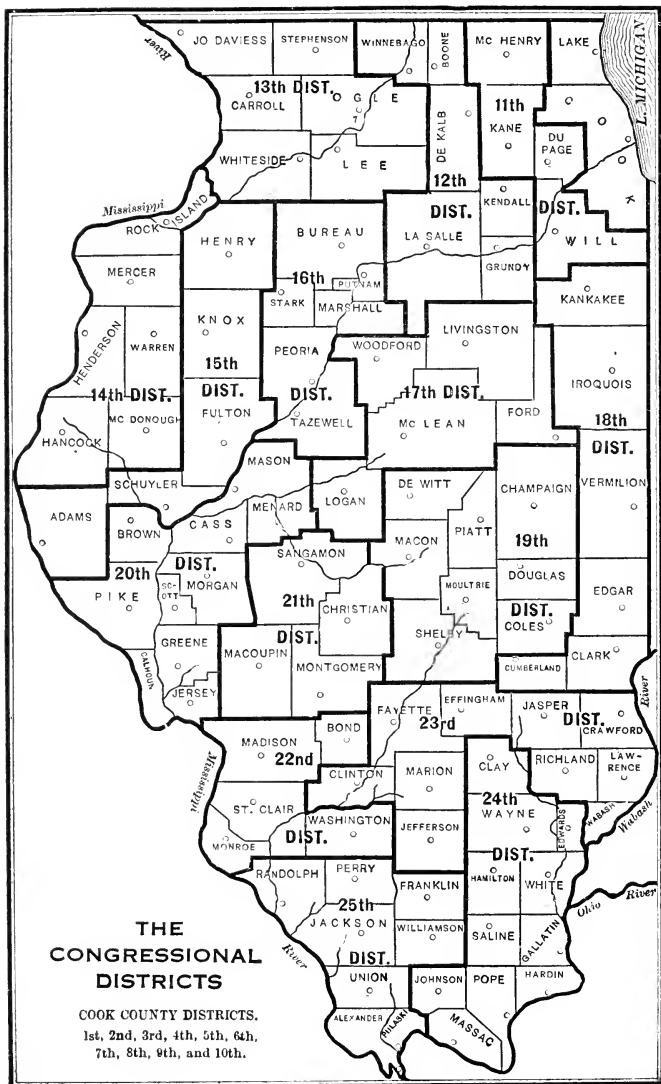 River
JO DAVIESS
STEPHENSON
WINNEBAGO
BOONE
MC HENRY
LAKE
L. MICHIGAN
13th DIST.
CARROLL
OGLE
7
DE KALB
11th
KANE
DU
PAGE
COOK
WHITESIDE
LEE
12th
DIST.
KENDALL
DIST.
Mississippi
ROCK ISLAND
HENRY
BUREAU
LA SALLE
WILL
GRUNDY
MERCER
16th
PUTNAM
STARK
MARSHALL
KANKAKEE
KNOX
LIVINGSTON
HENDERSON
WARREN
15th
PEORIA
WOODFORD
IROQUOIS
14th DIST.
DIST.
DIST.
17th DIST.
18th
MC DONOUGH
FULTON
TAZEWELL
FORD
HANCOCK
MC LEAN
DIST.
MASON
SCHUYLER
LOGAN
DE WITT
CHAMPAIGN
VERMILION
ADAMS
MENARD
BROWN
CASS
PIATT
MACON
19th
SANGAMON
20th
DIST.
DOUGLAS
PIKE
SC-
OTT
MORGAN
21th
MOULTRIE
EDGAR
CHRISTIAN
DIST.
COLES
GREENE
DIST.
SHELBY
CALHOUN
MACOUPIN
CLARK
JERSEY
MONTGOMERY
CUMBERLAND
River
FAYETTE
EFFINGHAM
JASPER
23rd
DIST.
CRAWFORD
BOND
MADISON
22nd
Mississippi
CLAY
RICHLAND
LAW-
RENCE
CLINTON
MARION
24th
ST. CLAIR
WAYNE
WASHINGTON
EDWARDS
WABASH
Wabash
DIST.
JEFFERSON
MONROE
DIST.
RANDOLPH
PERRY
HAMILTON
WHITE
25th
FRANKLIN
Ohio River
JACKSON
WILLIAMSON
SALINE
GALLATIN
River
DIST.
UNION
JOHNSON
POPE
HARDIN
ALEXANDER
PULASKI
MASSAC
THE
CONGRESSIONAL
DISTRICTS
COOK COUNTY DISTRICTS.
1st, 2nd, 3rd, 4th, 5th, 6th,
7th, 8th, 9th, and 10th.